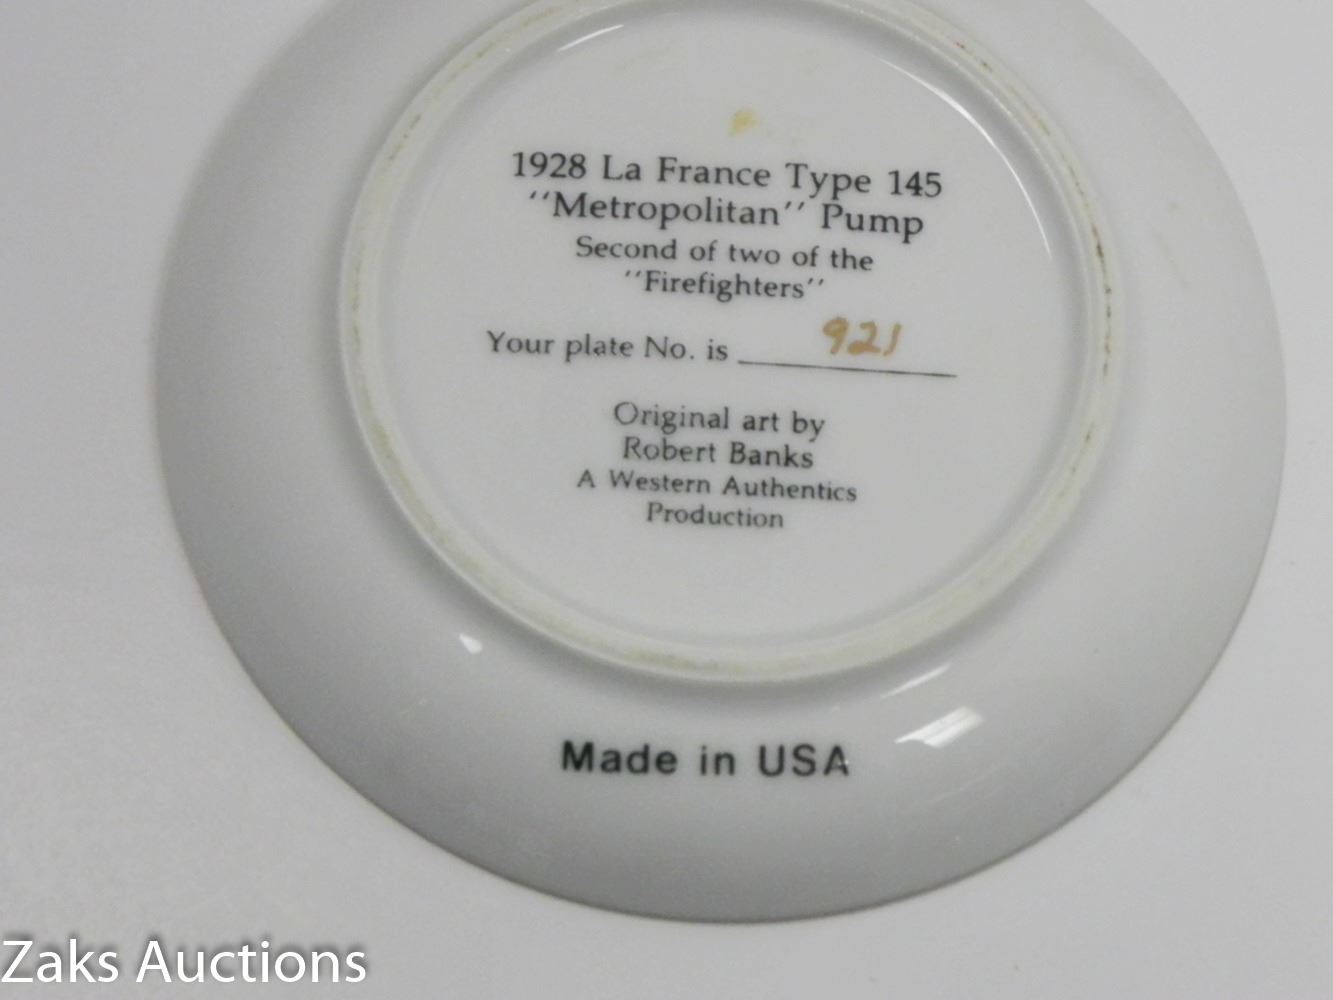 1928 La France Type 145
''Metropolitan'' Pump
Second of two of the
''Firefighters''
Your plate No. is 921
Original art by
Robert Banks
A Western Authentics
Production
Made in USA
Zaks Auctions